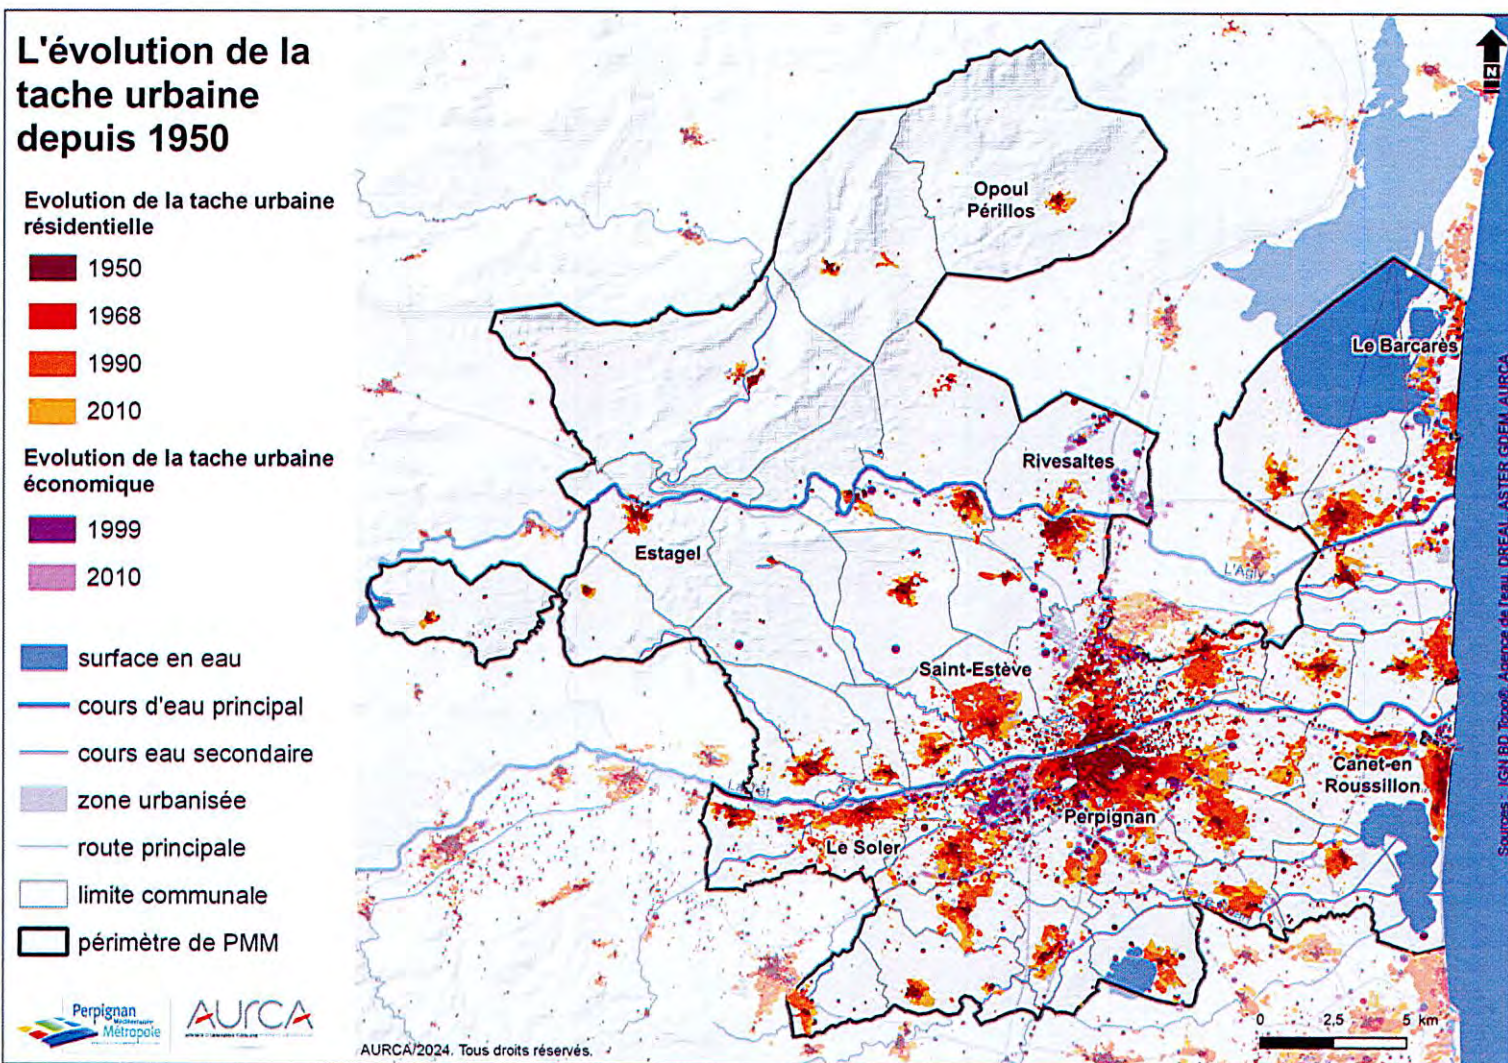 L'évolution de la
tache urbaine
depuis 1950
Evolution de la tache urbaine
résidentielle
1950
1968
1990
2010
Evolution de la tache urbaine
économique
1999
2010
surface en eau
cours d'eau principal
cours eau secondaire
zone urbanisée
route principale
limite communale
périmètre de PMM
Perpignan
Méditerranée
Métropole
AURCA
AURCA/2024. Tous droits réservés.
N
Opoul
Périllos
Le Barcarès
Rivesaltes
Estagel
L'Agly
Saint-Estève
Canet-en
Roussillon
Perpignan
Le Soler
0 2,5 5 km